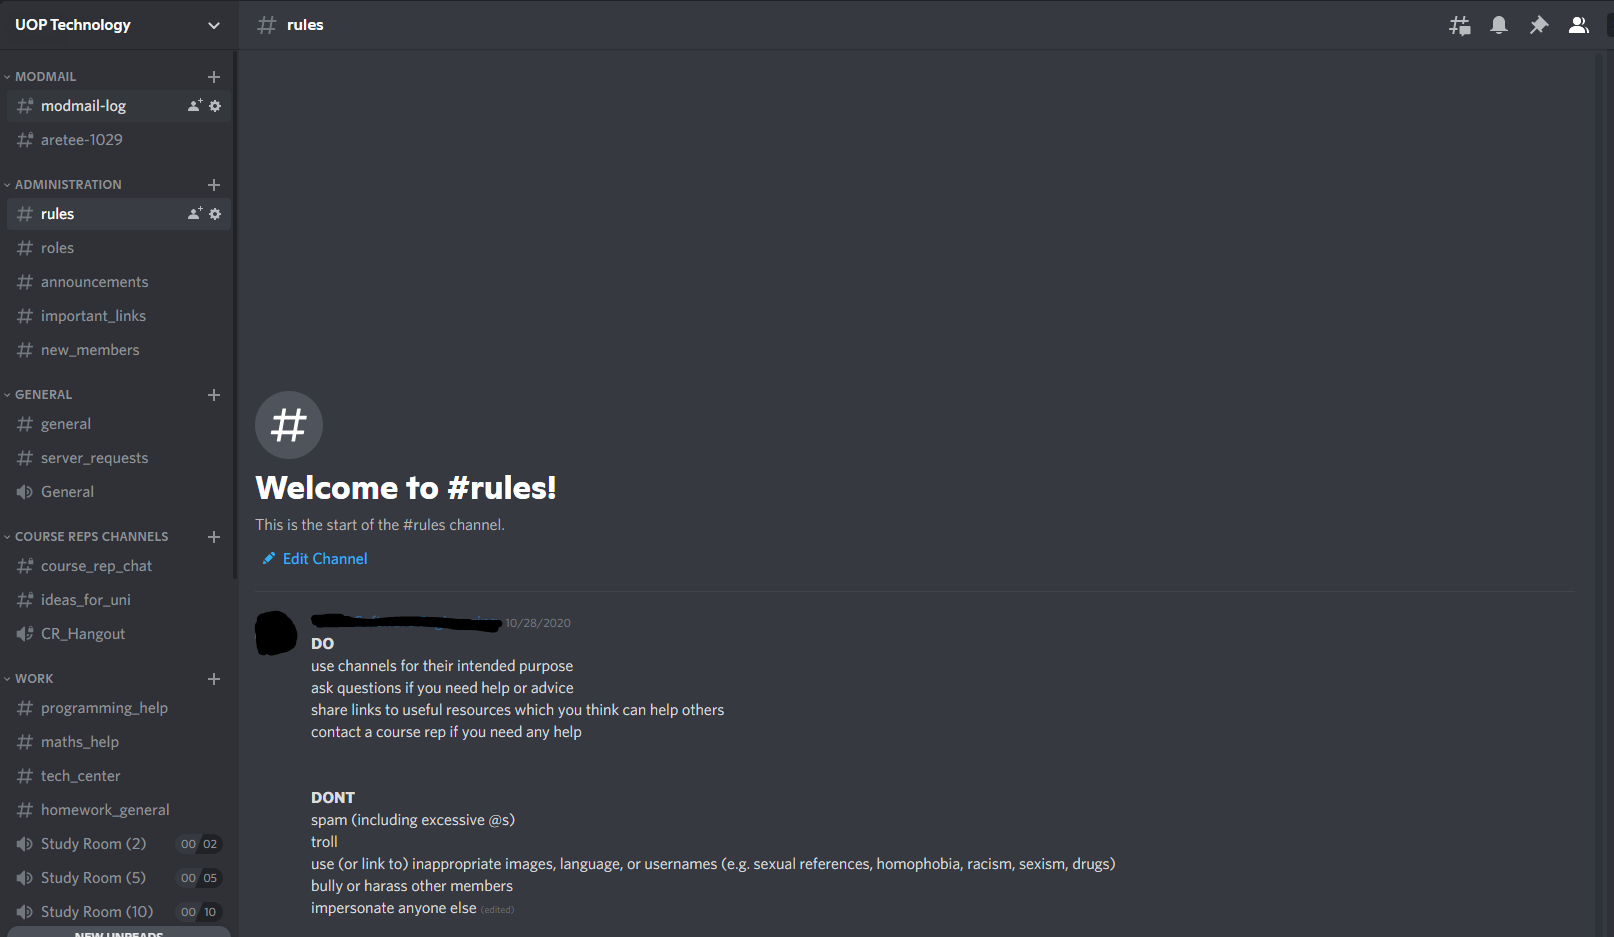 UOP Technology
MODMAIL
modmail-log
aretee-1029
ADMINISTRATION
rules
roles
announcements
important_links
new_members
GENERAL
general
server_requests
General
COURSE REPS CHANNELS
course_rep_chat
ideas_for_uni
CR_Hangout
WORK
programming_help
maths_help
tech_center
homework_general
Study Room (2) 00 02
Study Room (5) 00 05
Study Room (10) 00 10
NEW UNREADS
# rules
#
Welcome to #rules!
This is the start of the #rules channel.
Edit Channel
10/28/2020
DO
use channels for their intended purpose
ask questions if you need help or advice
share links to useful resources which you think can help others
contact a course rep if you need any help
DONT
spam (including excessive @s)
troll
use (or link to) inappropriate images, language, or usernames (e.g. sexual references, homophobia, racism, sexism, drugs)
bully or harass other members
impersonate anyone else (edited)